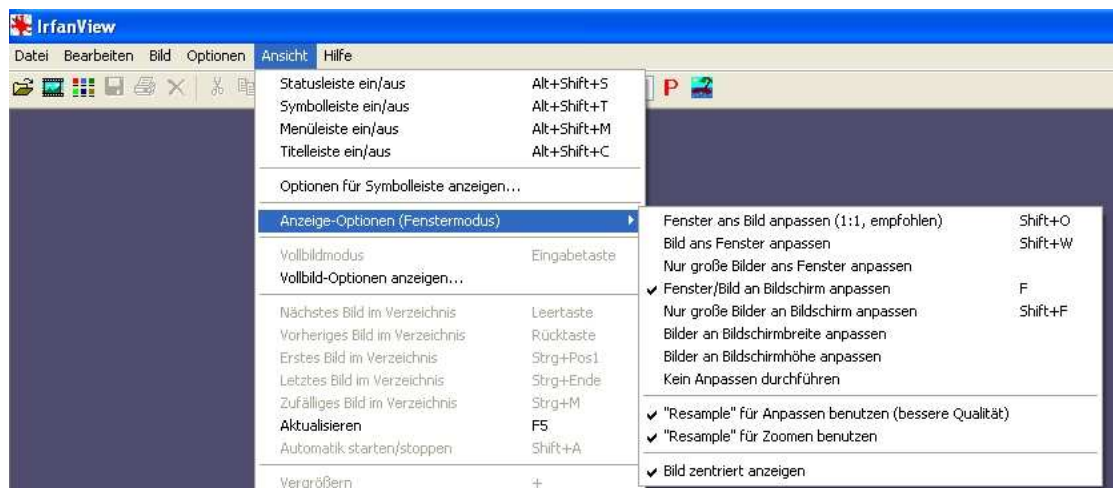 IrfanView
Datei Bearbeiten Bild Optionen Ansicht Hilfe
Statusleiste ein/aus Alt+Shift+S
Symbolleiste ein/aus Alt+Shift+T
Menüleiste ein/aus Alt+Shift+M
Titelleiste ein/aus Alt+Shift+C
Optionen für Symbolleiste anzeigen...
Anzeige-Optionen (Fenstermodus)
Vollbildmodus Eingabetaste
Vollbild-Optionen anzeigen...
Nächstes Bild im Verzeichnis Leertaste
Vorheriges Bild im Verzeichnis Rücktaste
Erstes Bild im Verzeichnis Strg+Pos1
Letztes Bild im Verzeichnis Strg+Ende
Zufälliges Bild im Verzeichnis Strg+M
Aktualisieren F5
Automatik starten/stoppen Shift+A
Vergrößern +
P
Fenster ans Bild anpassen (1:1, empfohlen) Shift+O
Bild ans Fenster anpassen Shift+W
Nur große Bilder ans Fenster anpassen
Fenster/Bild an Bildschirm anpassen F
Nur große Bilder an Bildschirm anpassen Shift+F
Bilder an Bildschirmbreite anpassen
Bilder an Bildschirmhöhe anpassen
Kein Anpassen durchführen
"Resample" für Anpassen benutzen (bessere Qualität)
"Resample" für Zoomen benutzen
Bild zentriert anzeigen